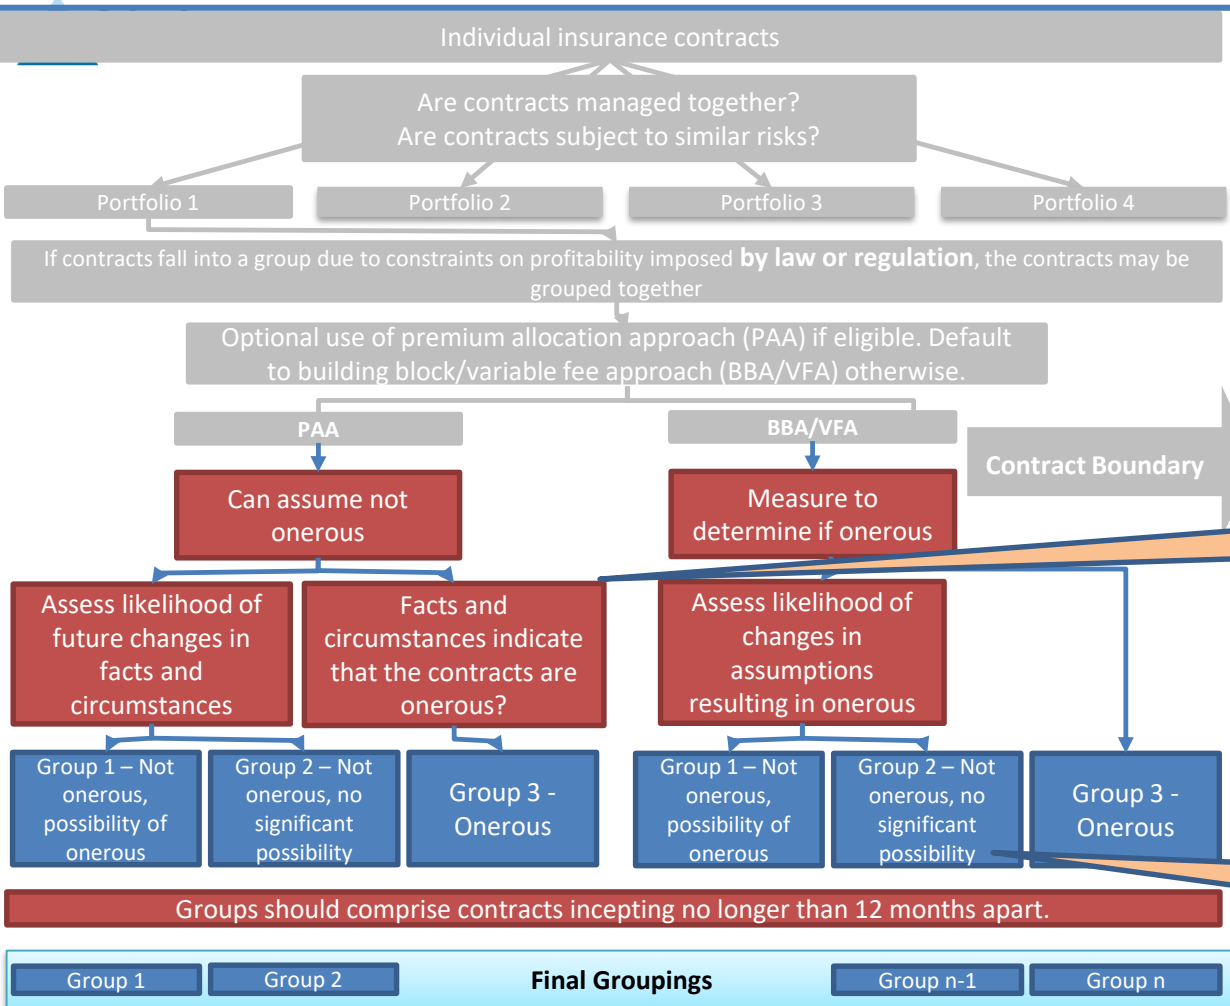 Individual insurance contracts
Are contracts managed together?
Are contracts subject to similar risks?
Portfolio 1
Portfolio 2
Portfolio 3
Portfolio 4
If contracts fall into a group due to constraints on profitability imposed by law or regulation, the contracts may be
grouped together
Optional use of premium allocation approach (PAA) if eligible. Default
to building block/variable fee approach (BBA/VFA) otherwise.
PAA
BBA/VFA
Contract Boundary
Can assume not
onerous
Measure to
determine if onerous
Assess likelihood of
future changes in
facts and
circumstances
Facts and
circumstances indicate
that the contracts are
onerous?
Assess likelihood of
changes in
assumptions
resulting in onerous
Group 1 – Not
onerous,
possibility of
onerous
Group 2 – Not
onerous, no
significant
possibility
Group 3 -
Onerous
Group 1 – Not
onerous,
possibility of
onerous
Group 2 – Not
onerous, no
significant
possibility
Group 3 -
Onerous
Groups should comprise contracts incepting no longer than 12 months apart.
Group 1
Group 2
Final Groupings
Group n-1
Group n